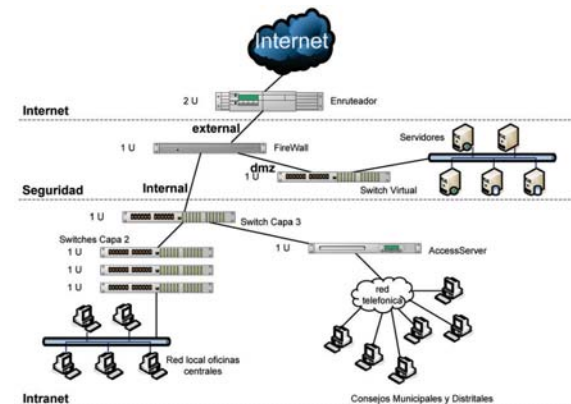 Internet
2 U
Enruteador
Internet
external
1 U
FireWall
Servidores
dmz
1 U
Switch Virtual
Internal
Seguridad
1 U
Switch Capa 3
Switches Capa 2
1 U
1 U
1 U
1 U
AccessServer
red
telefonica
Red local oficinas
centrales
Intranet
Consejos Municipales y Distritales